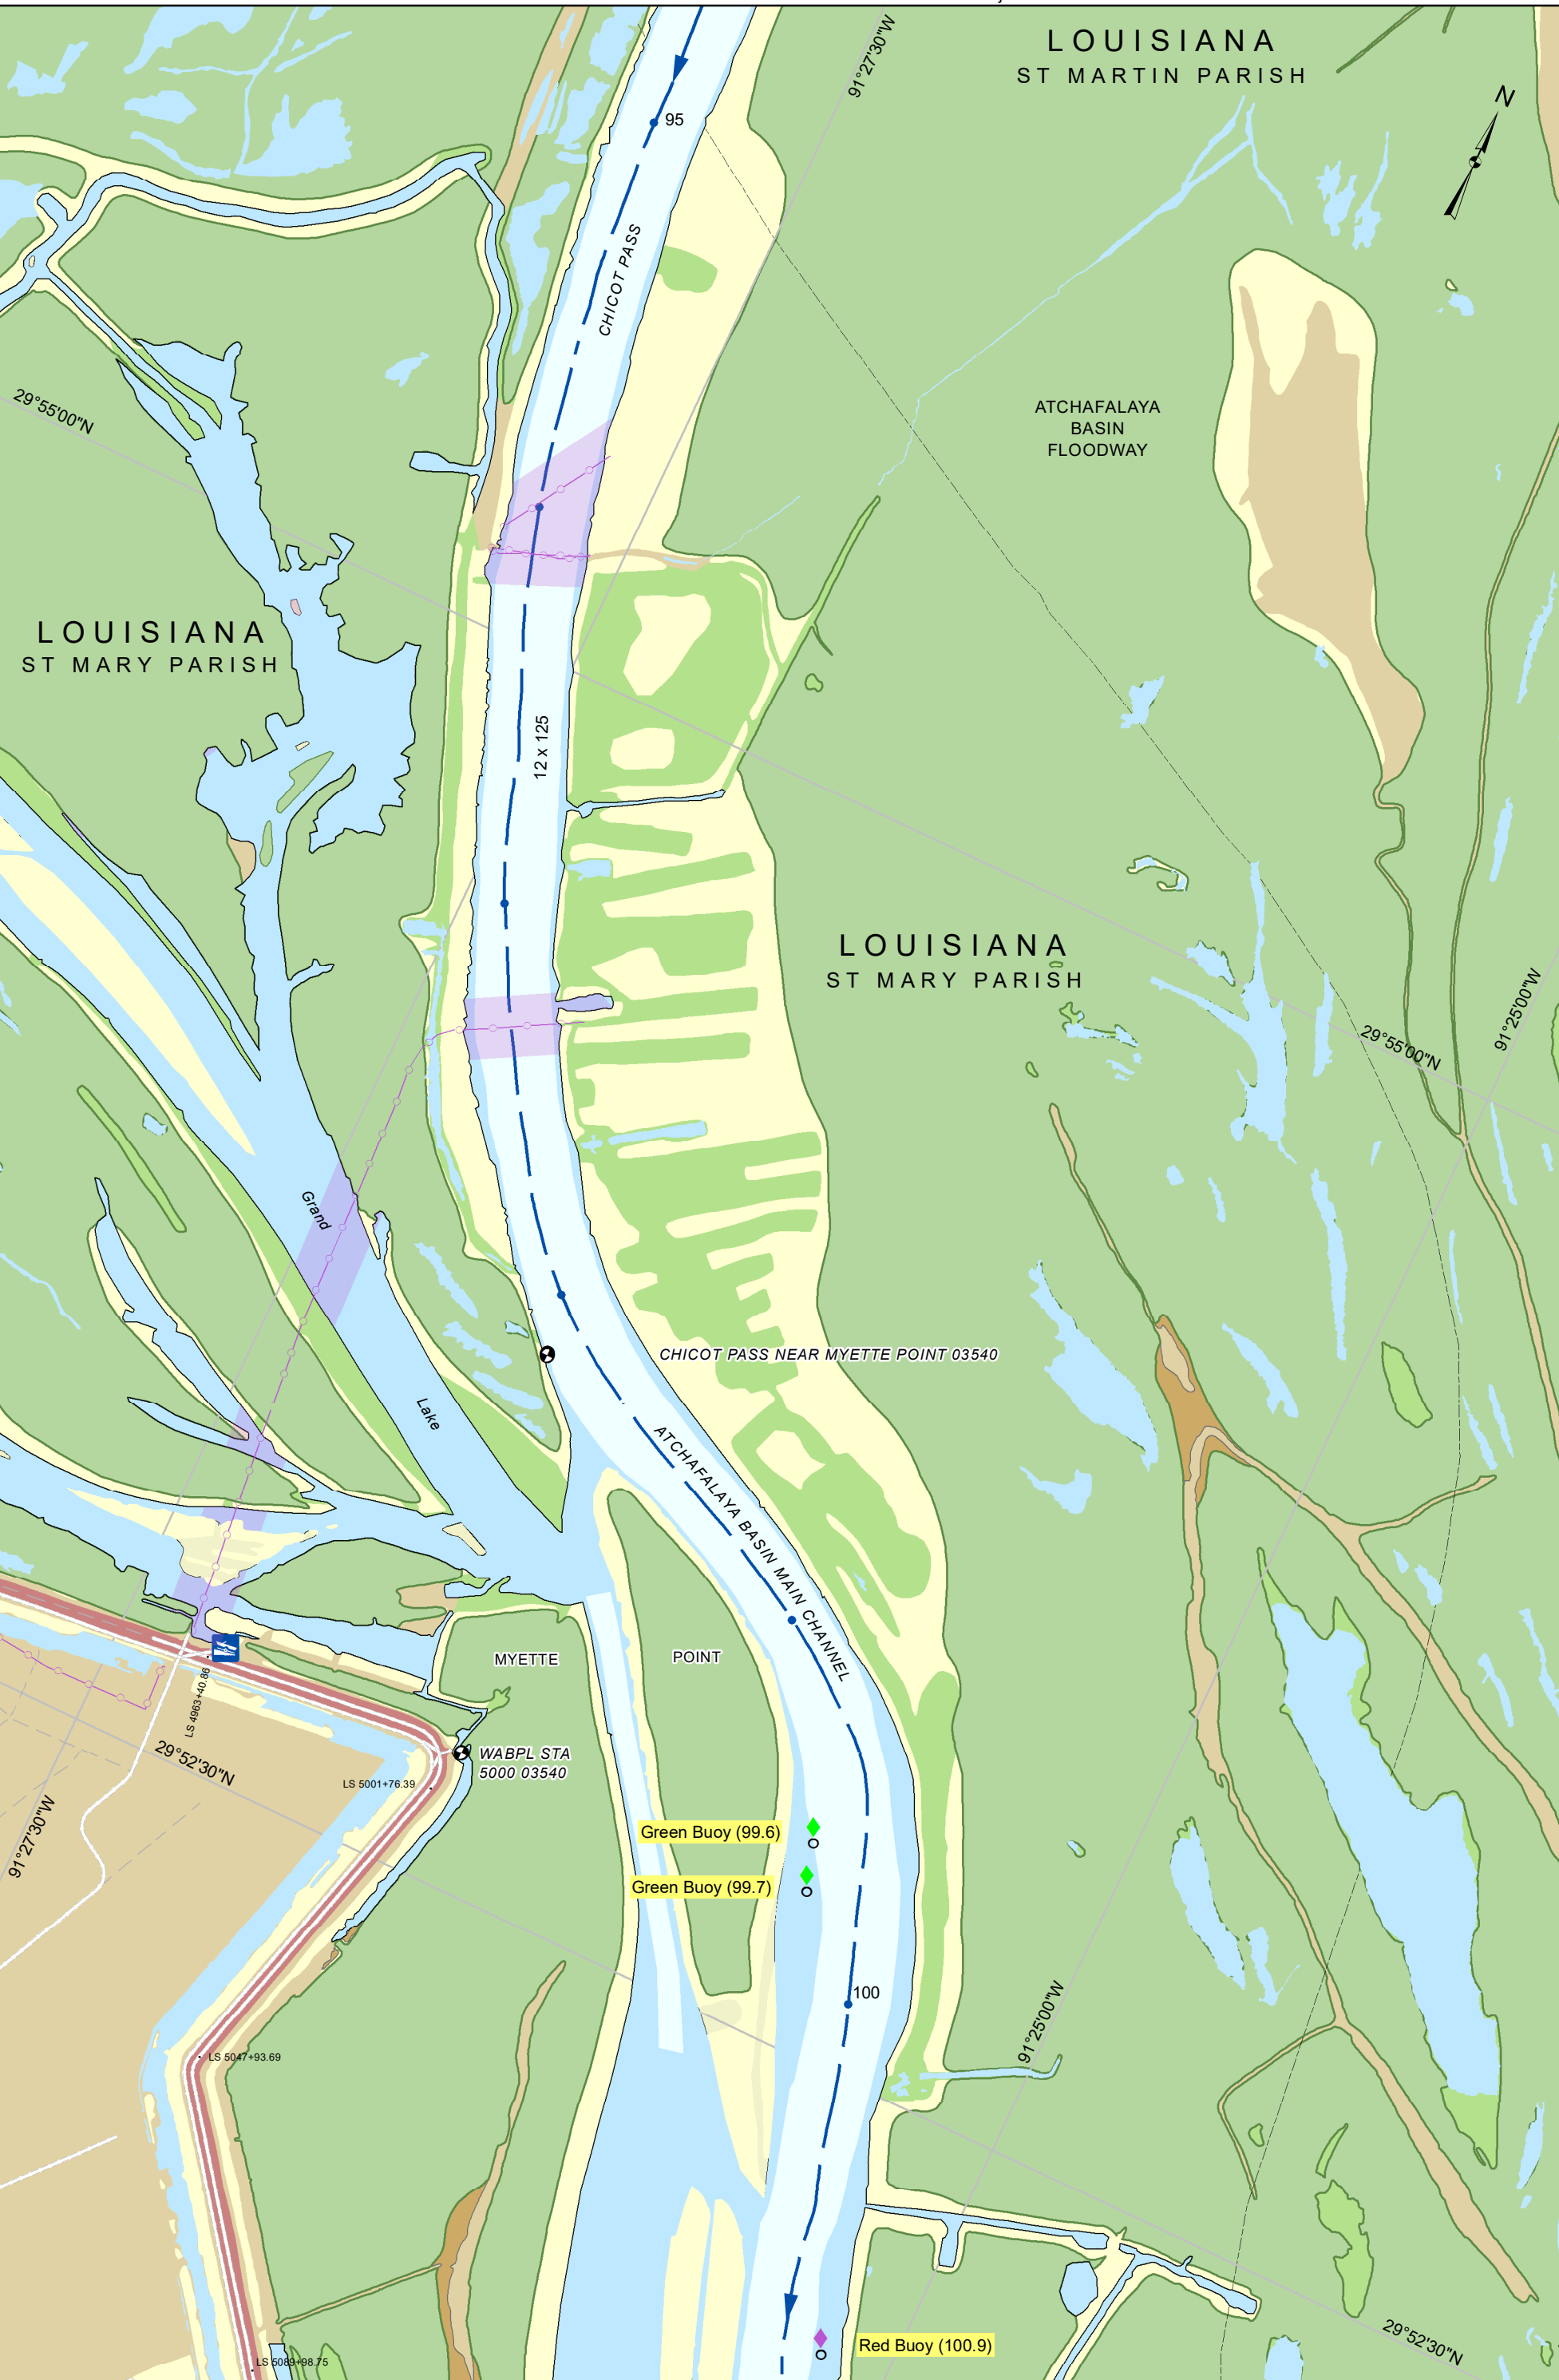 LOUISIANA
ST MARTIN PARISH
91°27'30"W
N
95
CHICOT PASS
29°55'00"N
ATCHAFALAYA
BASIN
FLOODWAY
LOUISIANA
ST MARY PARISH
12 x 125
LOUISIANA
ST MARY PARISH
91°25'00"W
29°55'00"N
Grand
Lake
CHICOT PASS NEAR MYETTE POINT 03540
ATCHAFALAYA BASIN MAIN CHANNEL
MYETTE
POINT
LS 4963+40.86
29°52'30"N
WABPL STA
5000 03540
LS 5001+76.39
91°27'30"W
Green Buoy (99.6)
Green Buoy (99.7)
100
91°25'00"W
LS 5047+93.69
29°52'30"N
Red Buoy (100.9)
LS 5089+98.75